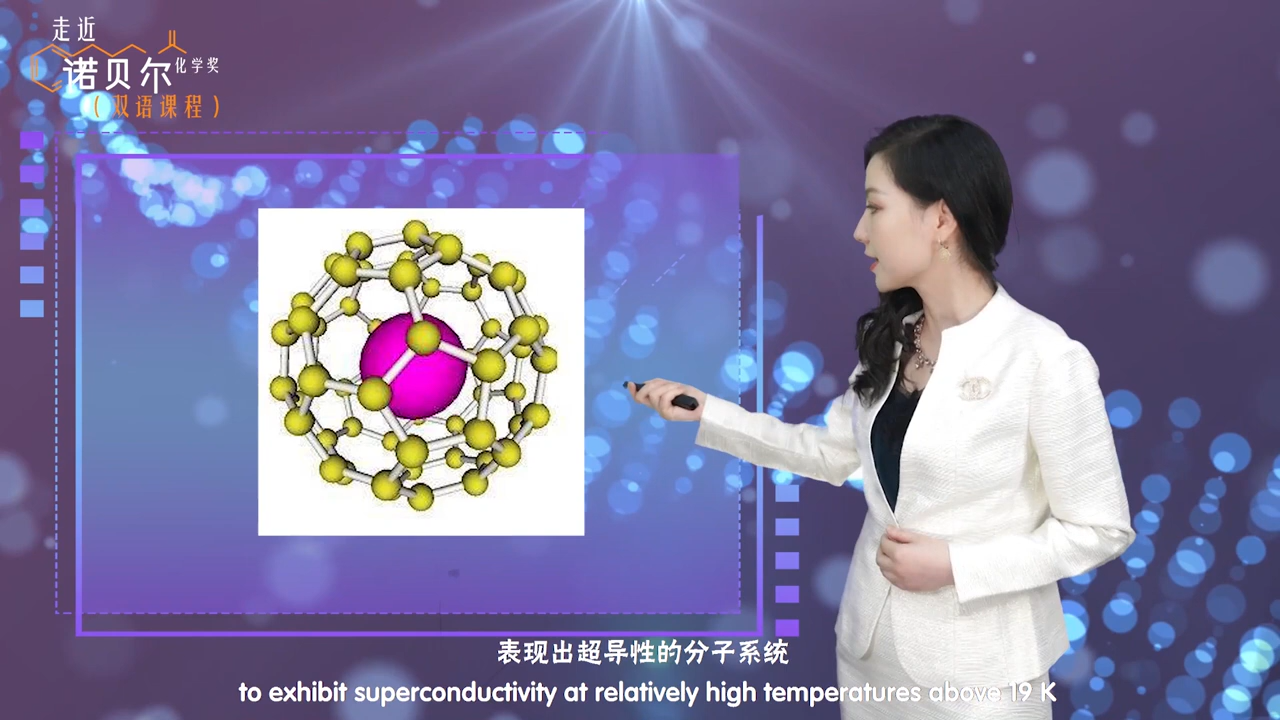 走近
诺贝尔化学奖
（双语课程）
表现出超导性的分子系统
to exhibit superconductivity at relatively high temperatures above 19 K